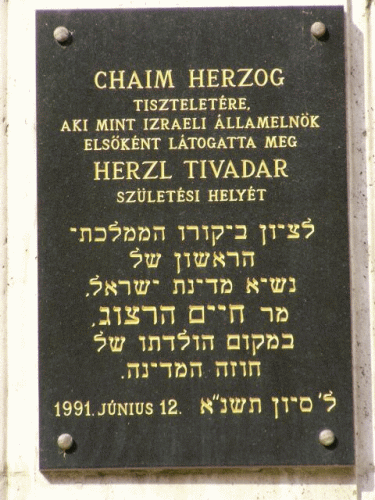 CHAIM HERZOG
TISZTELETÉRE,
AKI MINT IZRAELI ÁLLAMELNÖK
ELSŐKÉNT LÁTOGATTA MEG
HERZL TIVADAR
SZÜLETÉSI HELYÉT
לציון ביקורו הממלכתי
הראשון של
נשיא מדינת ישראל,
מר חיים הרצוג,
במקום הולדתו של
חוזה המדינה.
1991. JÚNIUS 12. ל' סיון תשנ"א